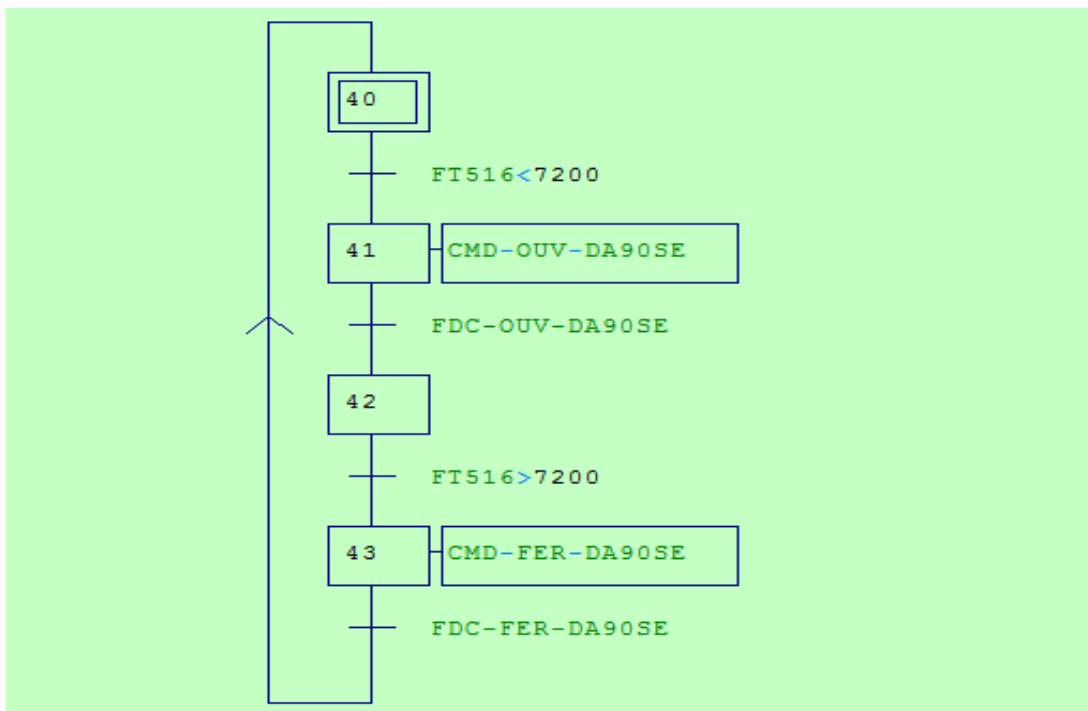 40
FT516<7200
41 CMD-OUV-DA90SE
FDC-OUV-DA90SE
42
FT516>7200
43 CMD-FER-DA90SE
FDC-FER-DA90SE